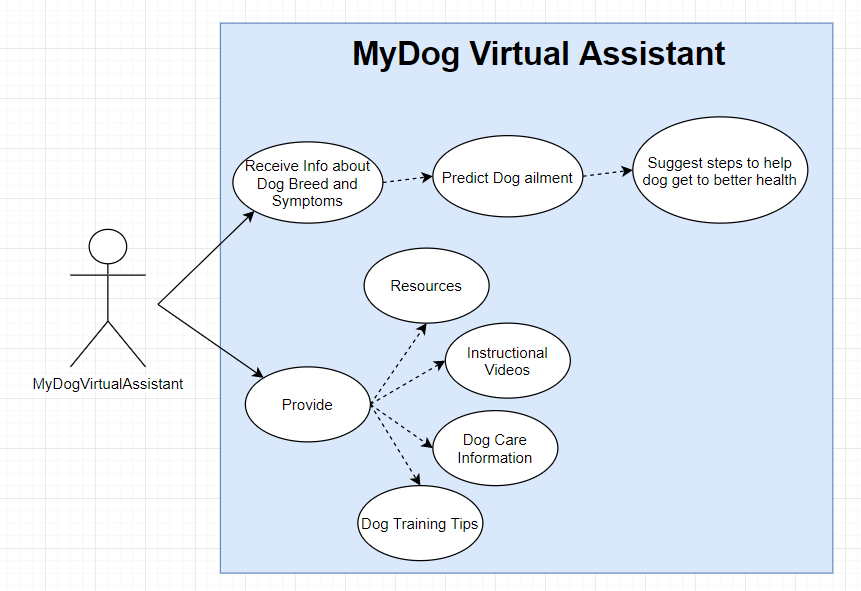 MyDog Virtual Assistant
Receive Info about
Dog Breed and
Symptoms
Predict Dog ailment
Suggest steps to help
dog get to better health
MyDogVirtualAssistant
Resources
Instructional
Videos
Provide
Dog Care
Information
Dog Training Tips